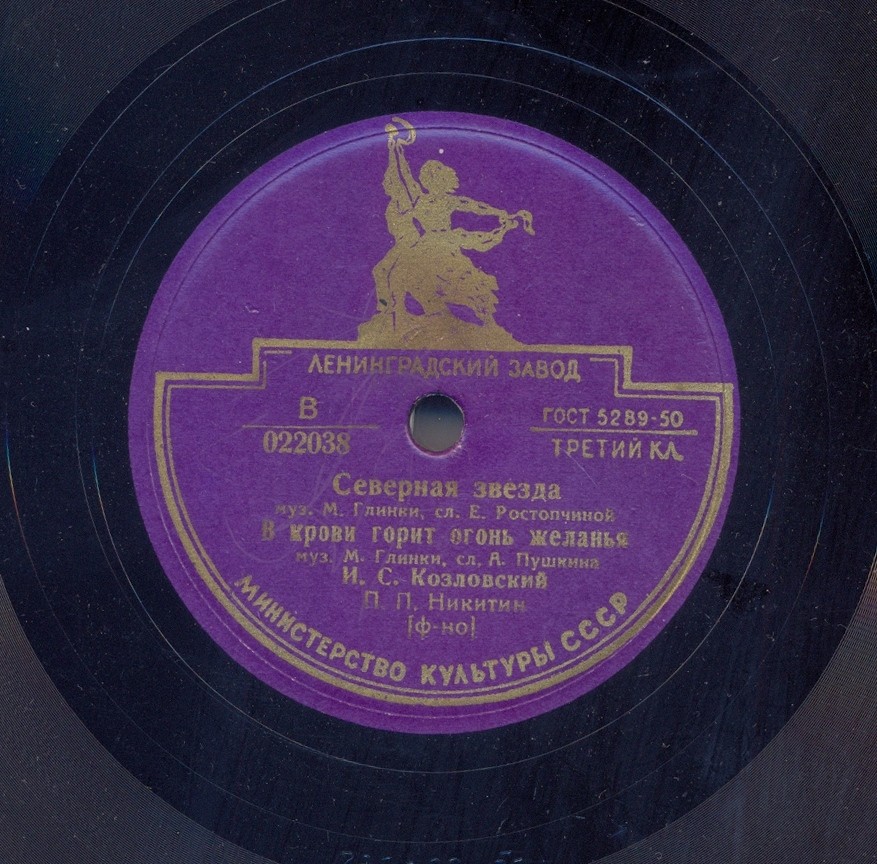 ЛЕНИНГРАДСКИЙ ЗАВОД
В
022038
ГОСТ 5289-50
ТРЕТИЙ КЛ.
Северная звезда
муз. М. Глинки, сл. Е. Ростопчиной
В крови горит огонь желанья
муз. М. Глинки, сл. А. Пушкина
И. С. Козловский
П. П. Никитин
[ф-но]
МИНИСТЕРСТВО КУЛЬТУРЫ СССР